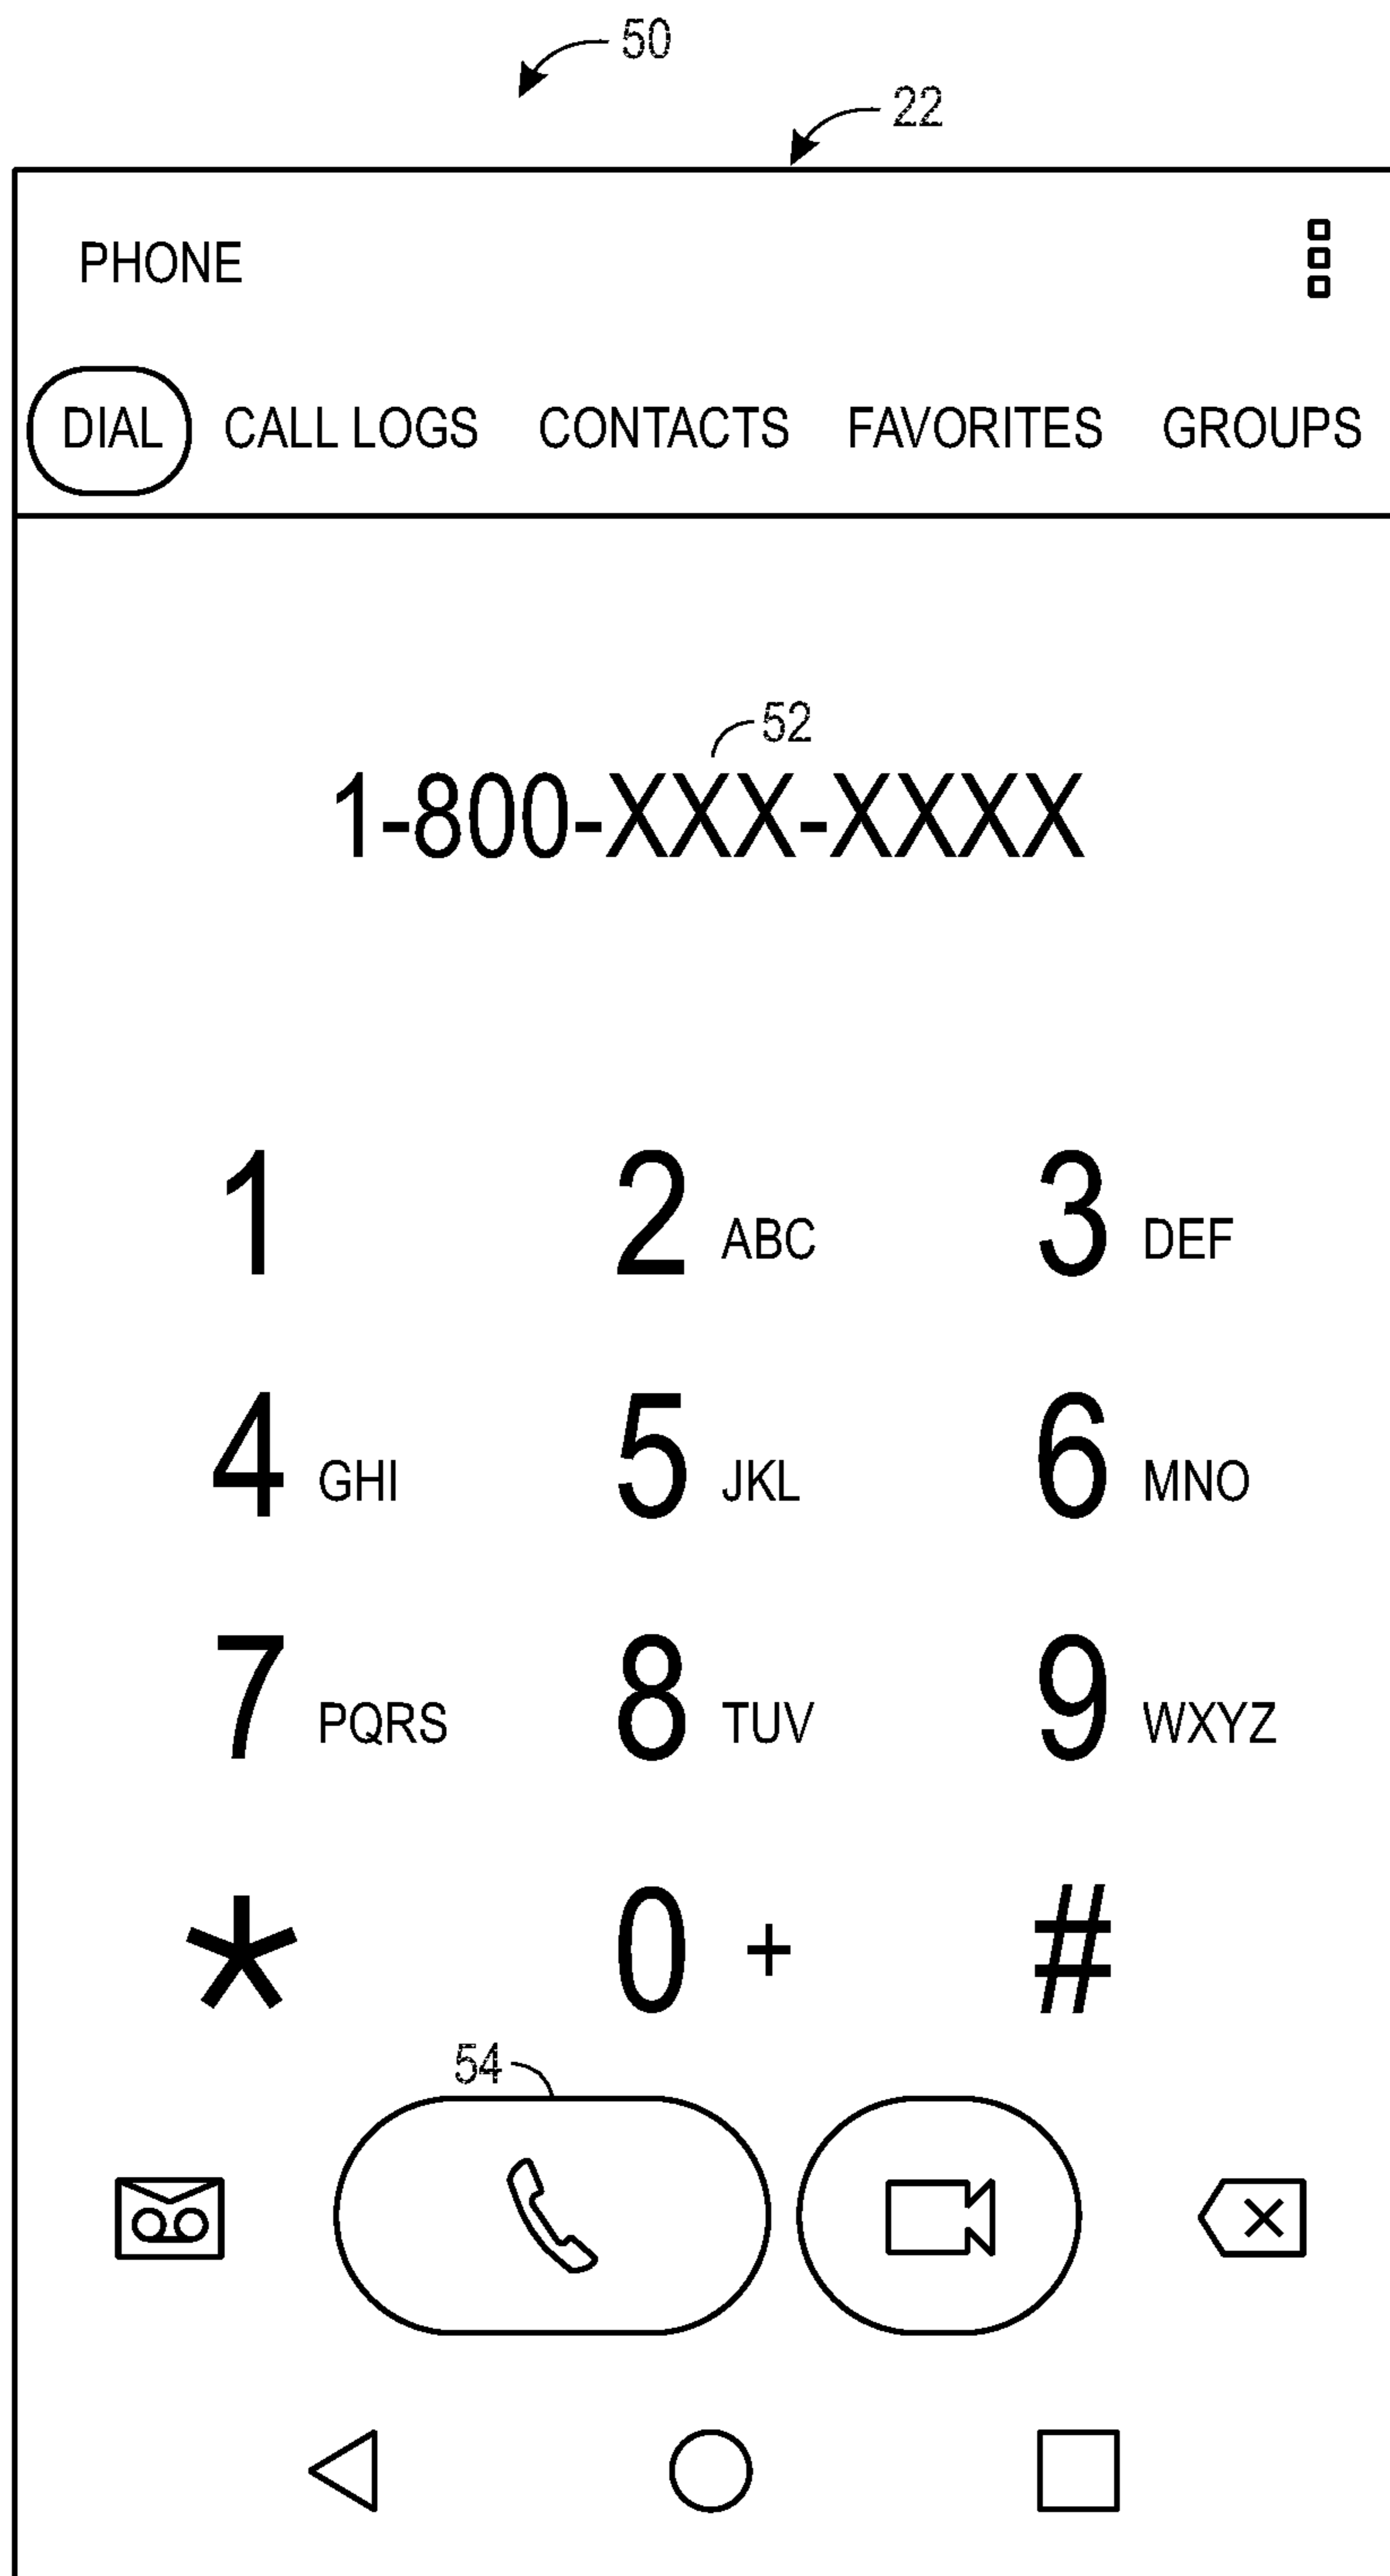 50
22
PHONE
DIAL CALL LOGS CONTACTS FAVORITES GROUPS
52
1-800-XXX-XXXX
1 2 ABC 3 DEF
4 GHI 5 JKL 6 MNO
7 PQRS 8 TUV 9 WXYZ
* 0 + #
54